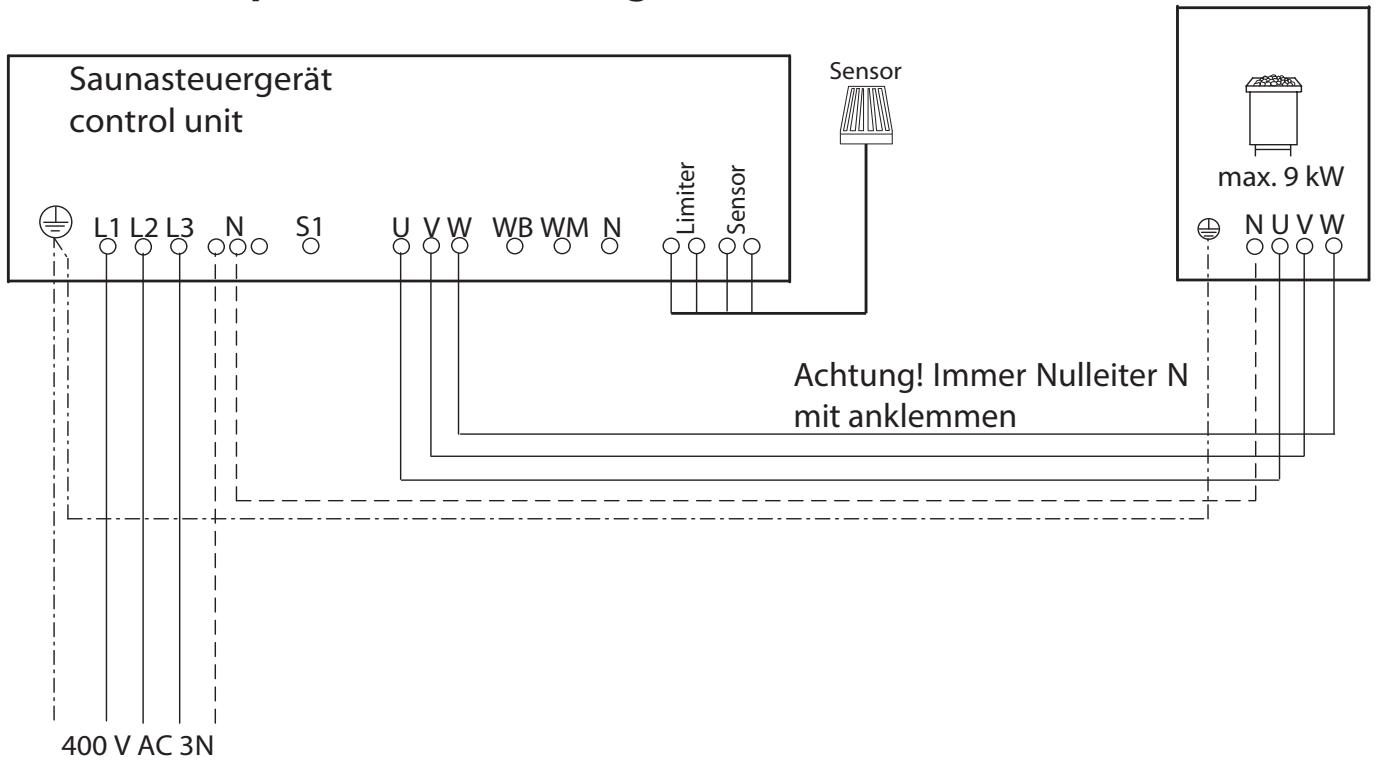 Saunasteuergerät
control unit
L1 L2 L3 N S1 U V W WB WM N Limiter Sensor
Sensor
max. 9 kW
N U V W
Achtung! Immer Nulleiter N
mit anklemmen
400 V AC 3N